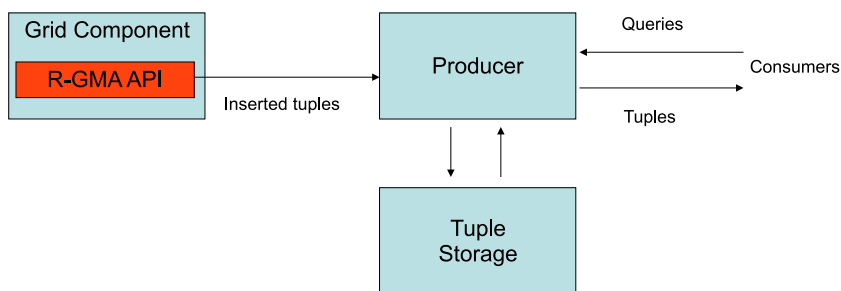 Grid Component
R-GMA API
Inserted tuples
Producer
Queries
Consumers
Tuples
Tuple
Storage